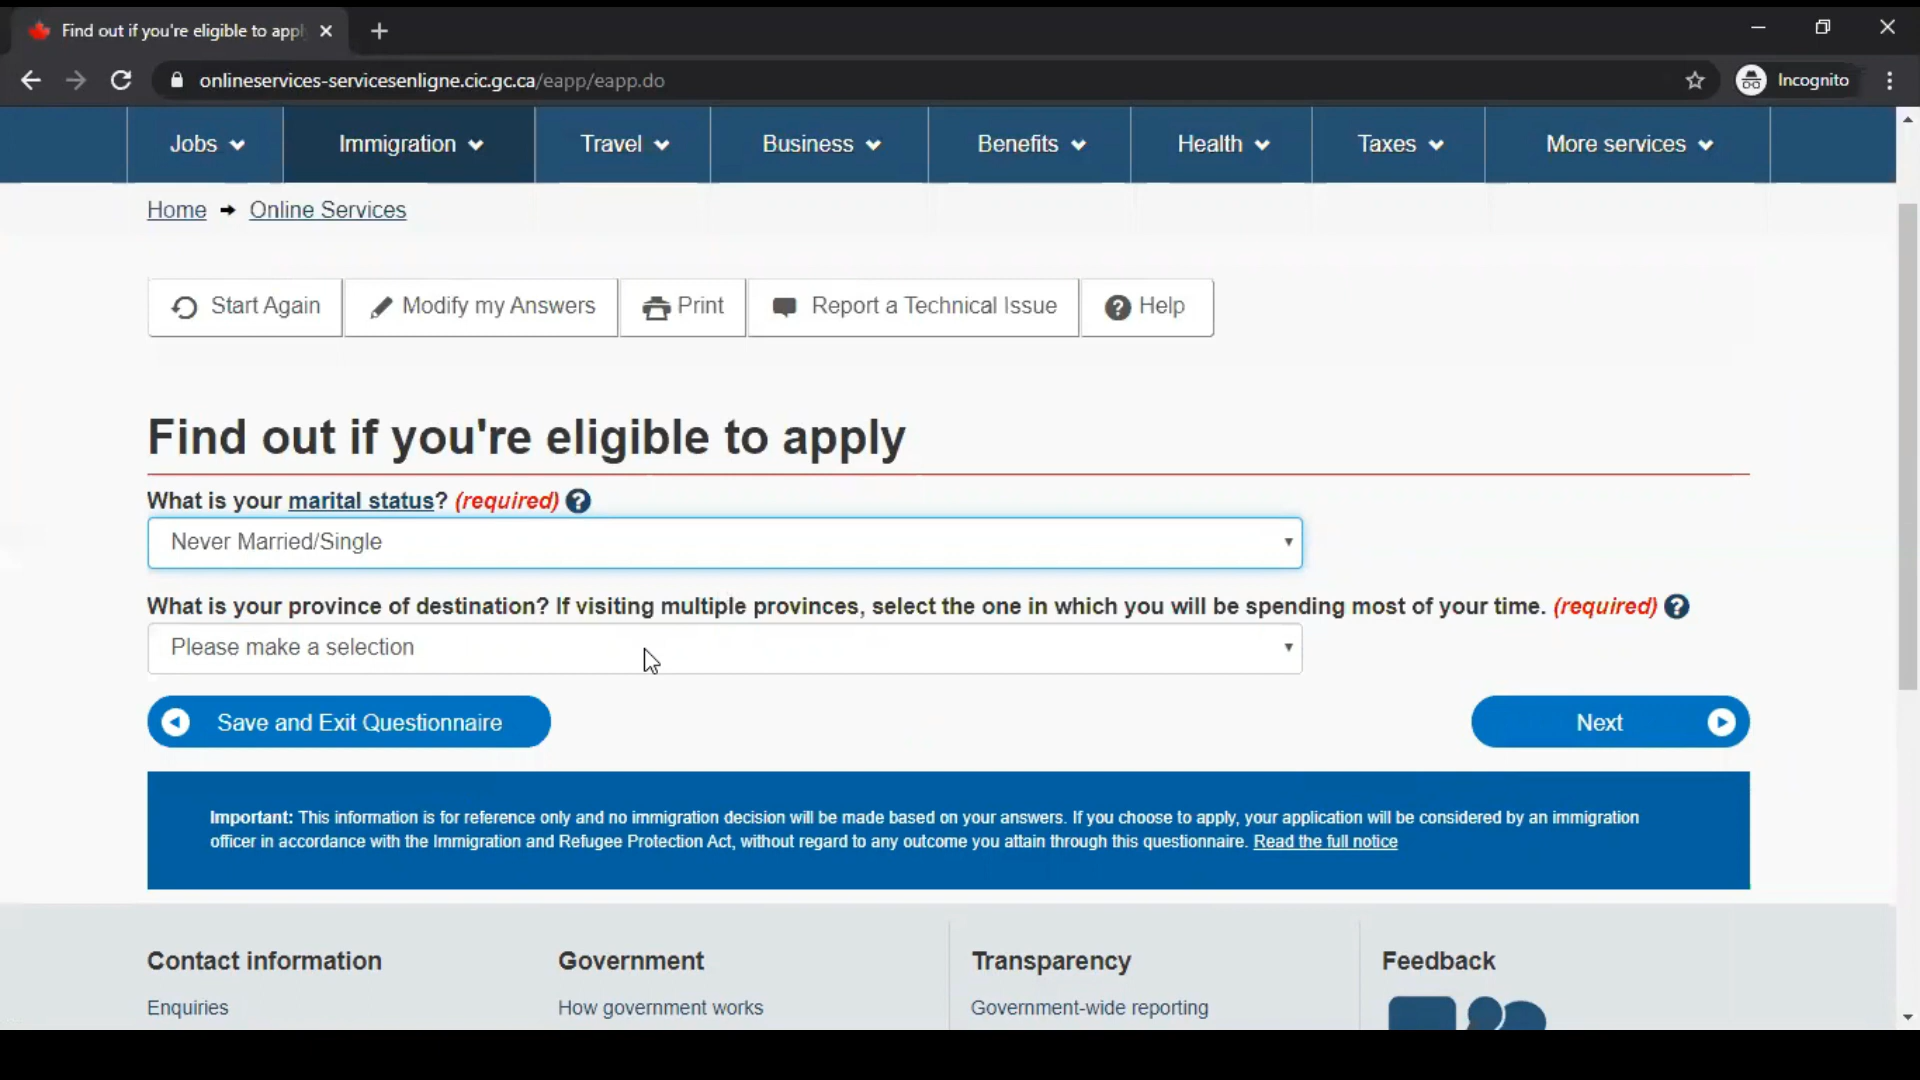 Find out if you're eligible to appl
onlineservices-servicesenligne.cic.gc.ca/eapp/eapp.do
Incognito
Jobs
Immigration
Travel
Business
Benefits
Health
Taxes
More services
Home
Online Services
Start Again
Modify my Answers
Print
Report a Technical Issue
? Help
Find out if you're eligible to apply
What is your marital status? (required) ?
Never Married/Single
What is your province of destination? If visiting multiple provinces, select the one in which you will be spending most of your time. (required) ?
Please make a selection
Save and Exit Questionnaire
Next
Important: This information is for reference only and no immigration decision will be made based on your answers. If you choose to apply, your application will be considered by an immigration
officer in accordance with the Immigration and Refugee Protection Act, without regard to any outcome you attain through this questionnaire. Read the full notice
Contact information
Government
Transparency
Feedback
Enquiries
How government works
Government-wide reporting